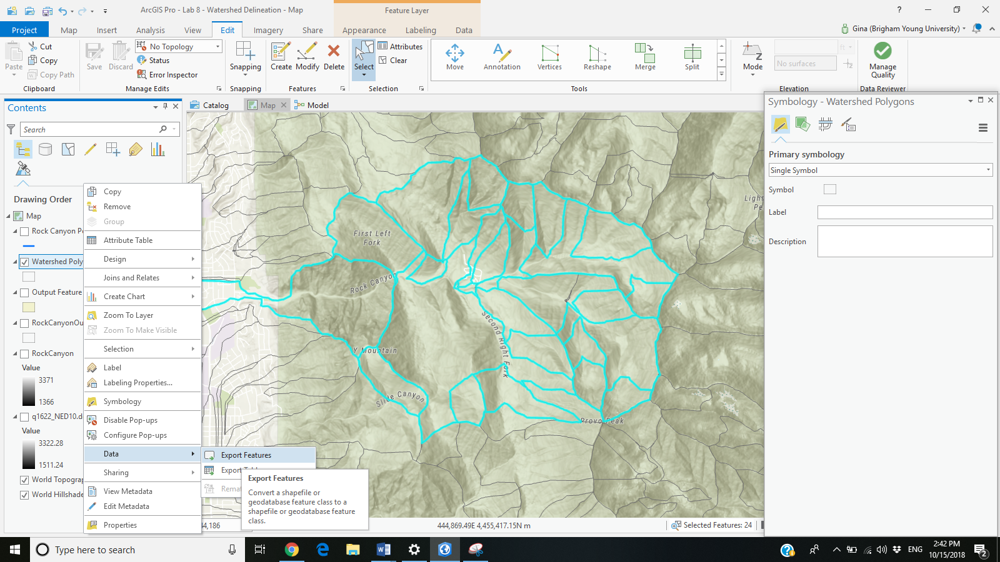 ArcGIS Pro - Lab 8 - Watershed Delineation - Map
Feature Layer
?
Project Map Insert Analysis View Edit Imagery Share Appearance Labeling Data
Gina (Brigham Young University)
Paste
Cut
Copy
Copy Path
Clipboard
Save
Discard
No Topology
Status
Error Inspector
Manage Edits
Snapping
Snapping
Create
Modify
Delete
Features
Select
Attributes
Clear
Selection
Move
Annotation
Vertices
Reshape
Merge
Split
Tools
Mode
ft
No surfaces
Elevation
Manage
Quality
Data Reviewer
Contents
Search
Drawing Order
Map
Rock Canyon Po
Watershed Poly
Output Feature
RockCanyonOu
RockCanyon
Value
3371
1366
q1622_NED10.d
Value
3322.28
1511.24
World Topogra
World Hillshade
Copy
Remove
Group
Attribute Table
Design
Joins and Relates
Create Chart
Zoom To Layer
Zoom To Make Visible
Selection
Label
Labeling Properties...
Symbology
Disable Pop-ups
Configure Pop-ups
Data
Sharing
View Metadata
Edit Metadata
Properties
Export Features
Export
Export Features
Convert a shapefile or
geodatabase feature class to a
shapefile or geodatabase feature
class.
Catalog
Map
Model
First Left
Fork
Rock Canyon
Second Right Fork
Y Mountain
Slide Canyon
Provo Peak
Light
Pe
444,869.49E 4,455,417.15N m
Selected Features: 24
Symbology - Watershed Polygons
Primary symbology
Single Symbol
Symbol
Label
Description
Type here to search
ENG
2:42 PM
10/15/2018
2